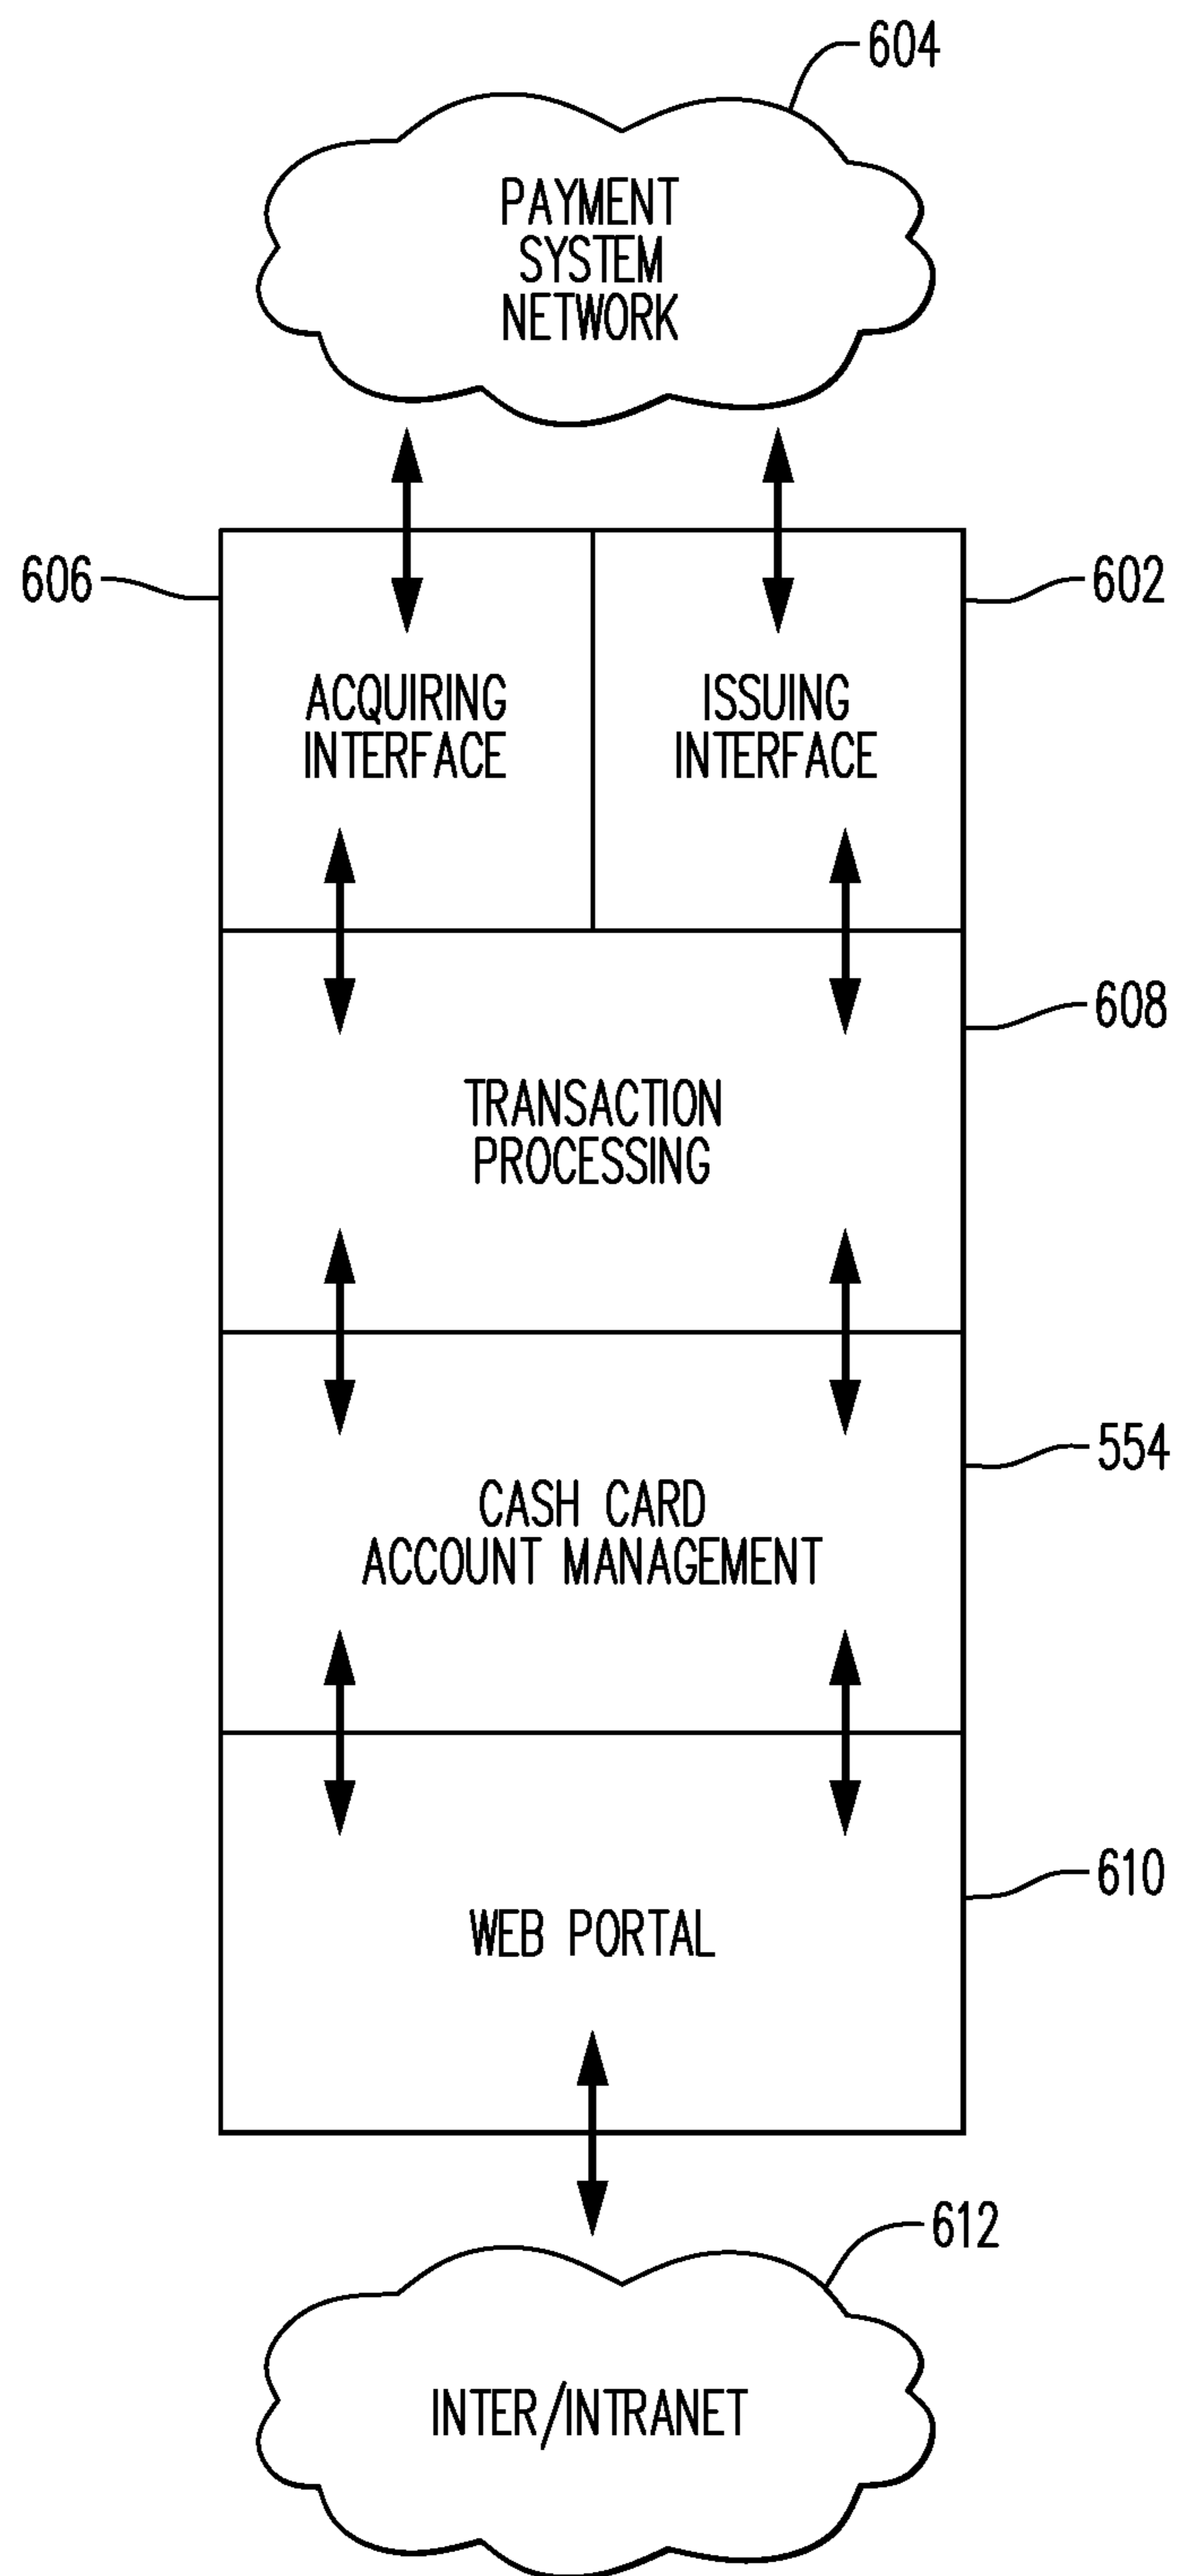 604
PAYMENT
SYSTEM
NETWORK
606
602
ACQUIRING
INTERFACE
ISSUING
INTERFACE
608
TRANSACTION
PROCESSING
554
CASH CARD
ACCOUNT MANAGEMENT
610
WEB PORTAL
612
INTER/INTRANET